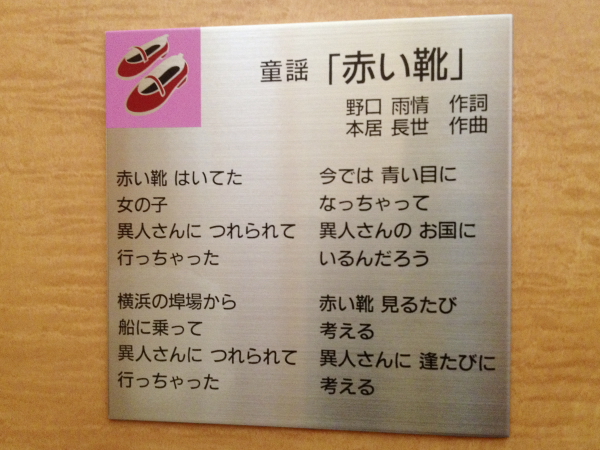 童謡 「赤い靴」
野口 雨情 作詞
本居 長世 作曲
赤い靴 はいてた
女の子
異人さんに つれられて
行っちゃった
横浜の埠場から
船に乗って
異人さんに つれられて
行っちゃった
今では 青い目に
なっちゃって
異人さんの お国に
いるんだろう
赤い靴 見るたび
考える
異人さんに 逢たびに
考える